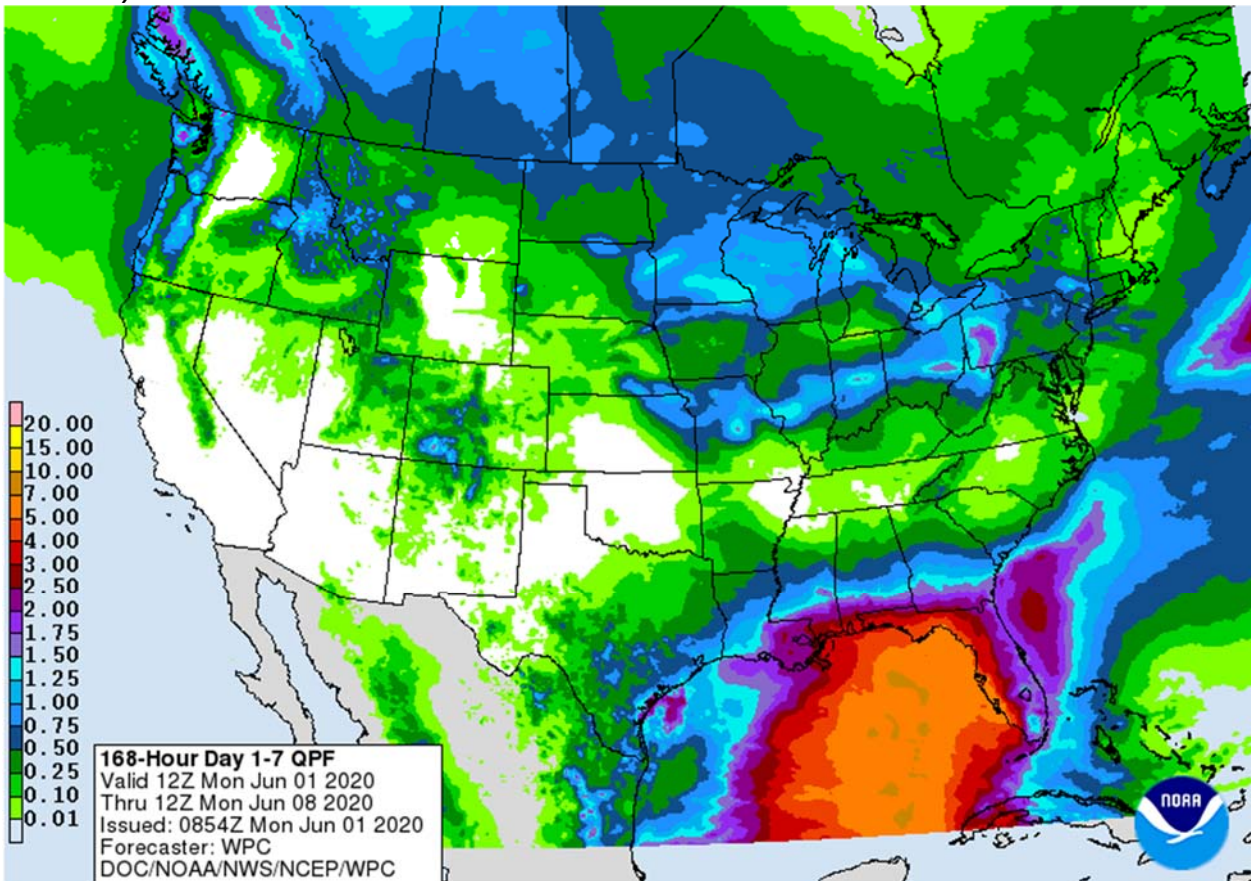 20.00
15.00
10.00
7.00
5.00
4.00
3.00
2.50
2.00
1.75
1.50
1.25
1.00
0.75
0.50
0.25
0.10
0.01
168-Hour Day 1-7 QPF
Valid 12Z Mon Jun 01 2020
Thru 12Z Mon Jun 08 2020
Issued: 0854Z Mon Jun 01 2020
Forecaster: WPC
DOC/NOAA/NWS/NCEP/WPC
NOAA